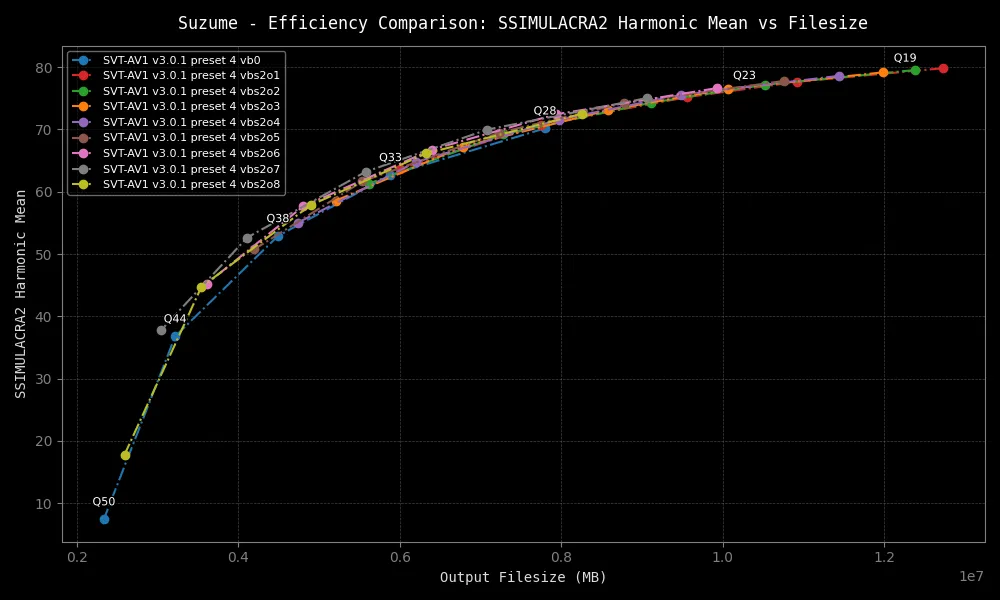 Suzume - Efficiency Comparison: SSIMULACRA2 Harmonic Mean vs Filesize
SVT-AV1 v3.0.1 preset 4 vb0
SVT-AV1 v3.0.1 preset 4 vbs2o1
SVT-AV1 v3.0.1 preset 4 vbs2o2
SVT-AV1 v3.0.1 preset 4 vbs2o3
SVT-AV1 v3.0.1 preset 4 vbs2o4
SVT-AV1 v3.0.1 preset 4 vbs2o5
SVT-AV1 v3.0.1 preset 4 vbs2o6
SVT-AV1 v3.0.1 preset 4 vbs2o7
SVT-AV1 v3.0.1 preset 4 vbs2o8
Q19
Q23
Q28
Q33
Q38
Q44
Q50
80
70
60
50
40
30
20
10
SSIMULACRA2 Harmonic Mean
0.2
0.4
0.6
0.8
1.0
1.2
1e7
Output Filesize (MB)